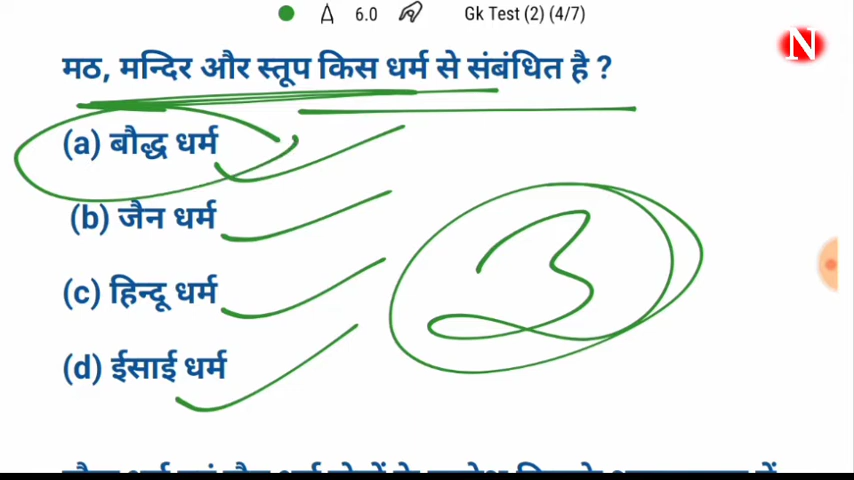 6.0 Gk Test (2) (4/7)
N
मठ, मन्दिर और स्तूप किस धर्म से संबंधित है ?
(a) बौद्ध धर्म
(b) जैन धर्म
(c) हिन्दू धर्म
(d) ईसाई धर्म
3